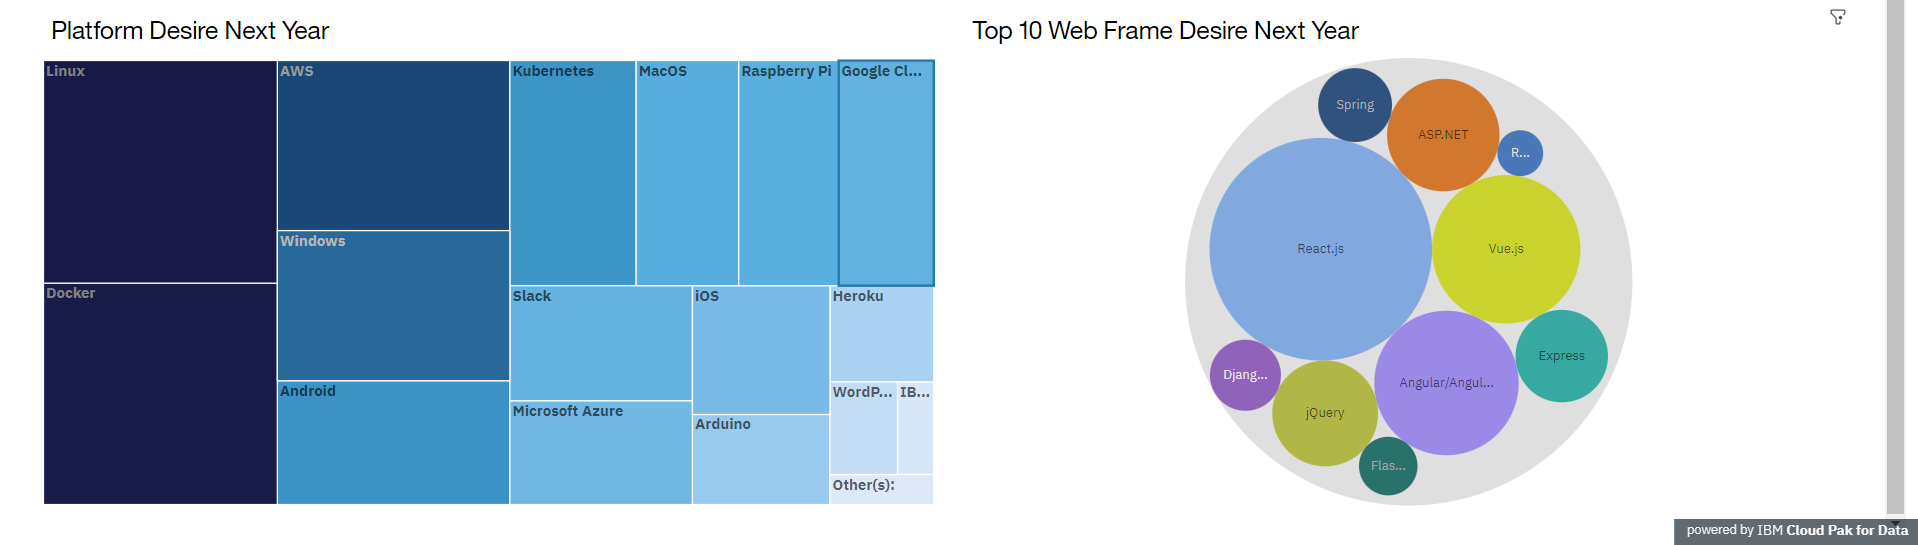 Platform Desire Next Year
Linux
Docker
AWS
Windows
Android
Kubernetes
MacOS
Raspberry Pi
Google Cl...
Slack
Microsoft Azure
iOS
Arduino
Heroku
WordP...
IB...
Other(s):
Top 10 Web Frame Desire Next Year
Spring
ASP.NET
R...
React.js
Vue.js
Express
Angular/Angul...
Djang...
jQuery
Flas...
powered by IBM Cloud Pak for Data